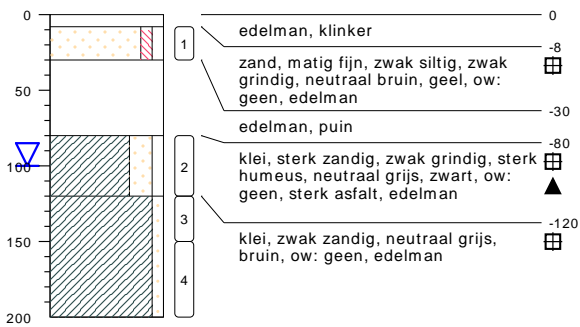 0
50
100
150
200
1
2
3
4
edelman, klinker
zand, matig fijn, zwak siltig, zwak
grindig, neutraal bruin, geel, ow:
geen, edelman
edelman, puin
klei, sterk zandig, zwak grindig, sterk
humeus, neutraal grijs, zwart, ow:
geen, sterk asfalt, edelman
klei, zwak zandig, neutraal grijs,
bruin, ow: geen, edelman
0
-8
-30
-80
-120